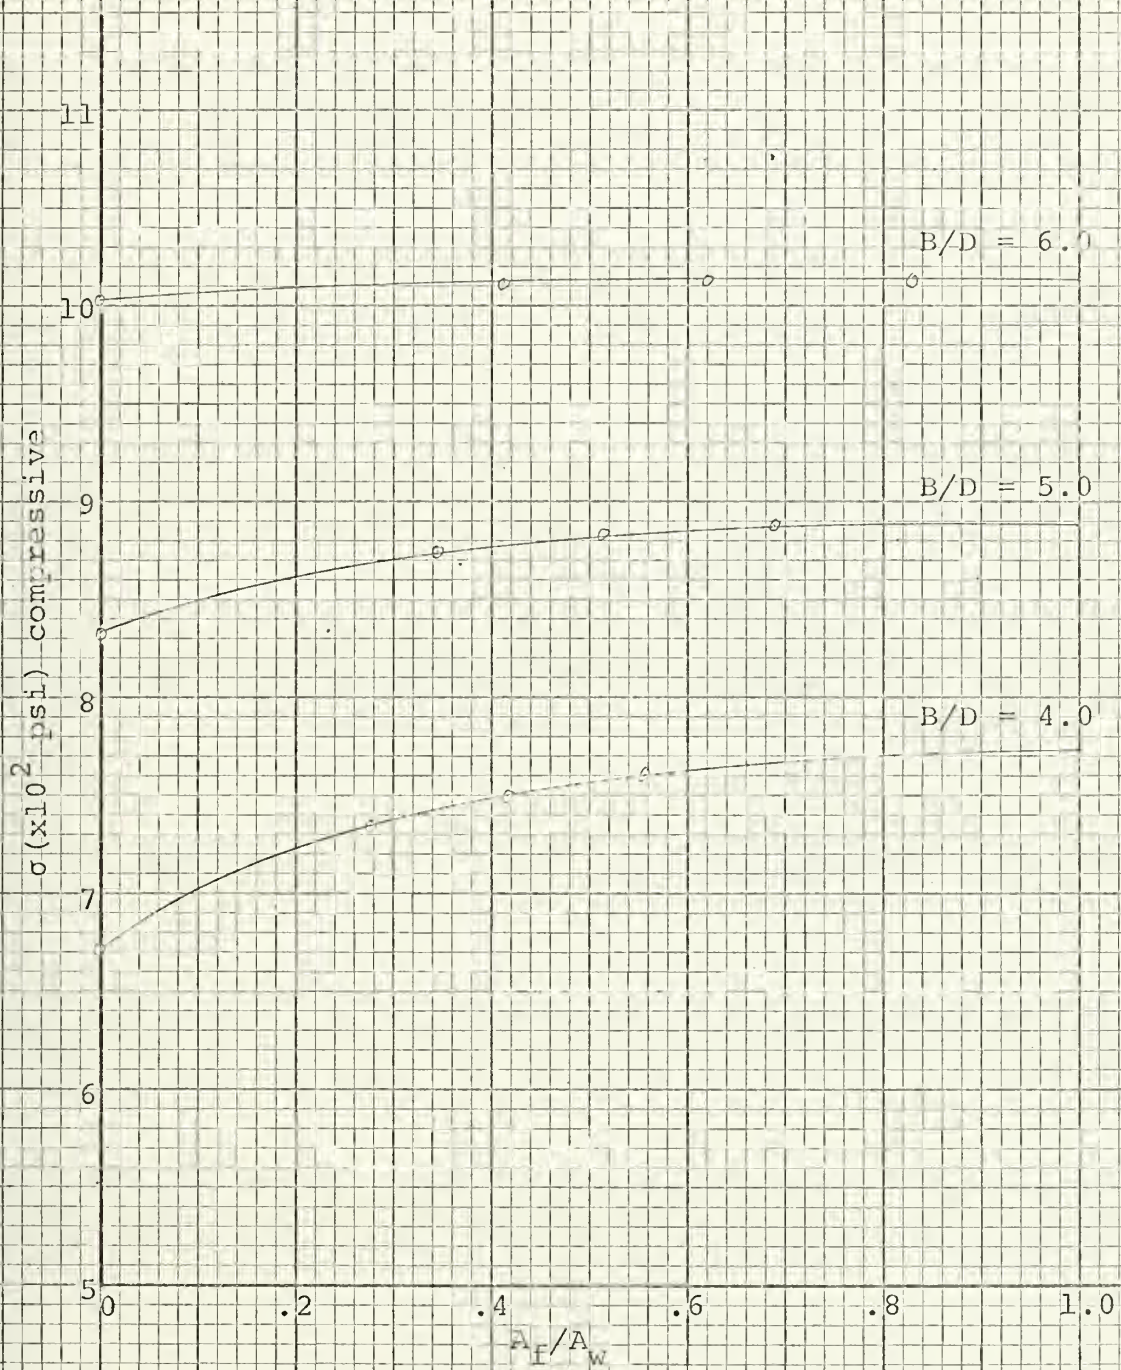 11
B/D = 6.0
10
σ(x10² psi) compressive
9
B/D = 5.0
8
B/D = 4.0
7
6
5
0 .2 .4 .6 .8 1.0
A_f/A_w